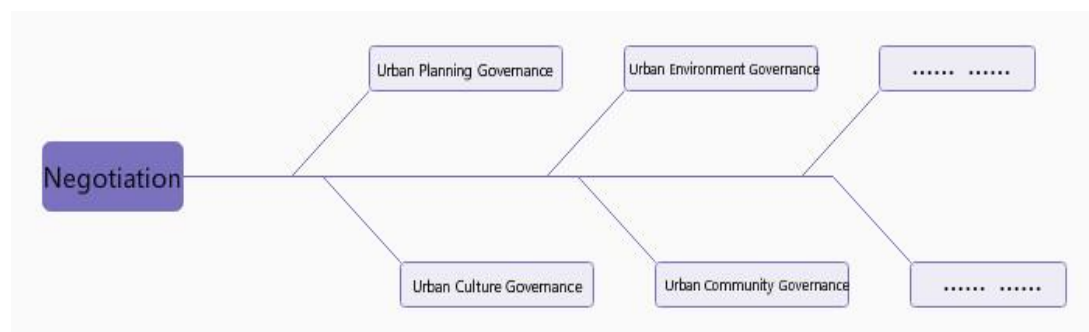 Urban Planning Governance
Urban Environment Governance
...... ......
Negotiation
Urban Culture Governance
Urban Community Governance
...... ......